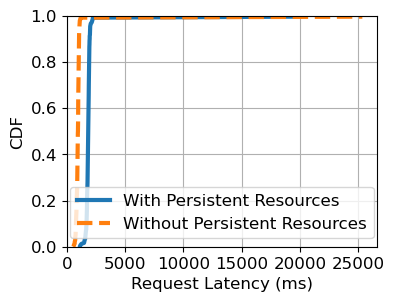 1.0
0.8
0.6
0.4
0.2
0.0
CDF
With Persistent Resources
Without Persistent Resources
0 5000 10000 15000 20000 25000
Request Latency (ms)